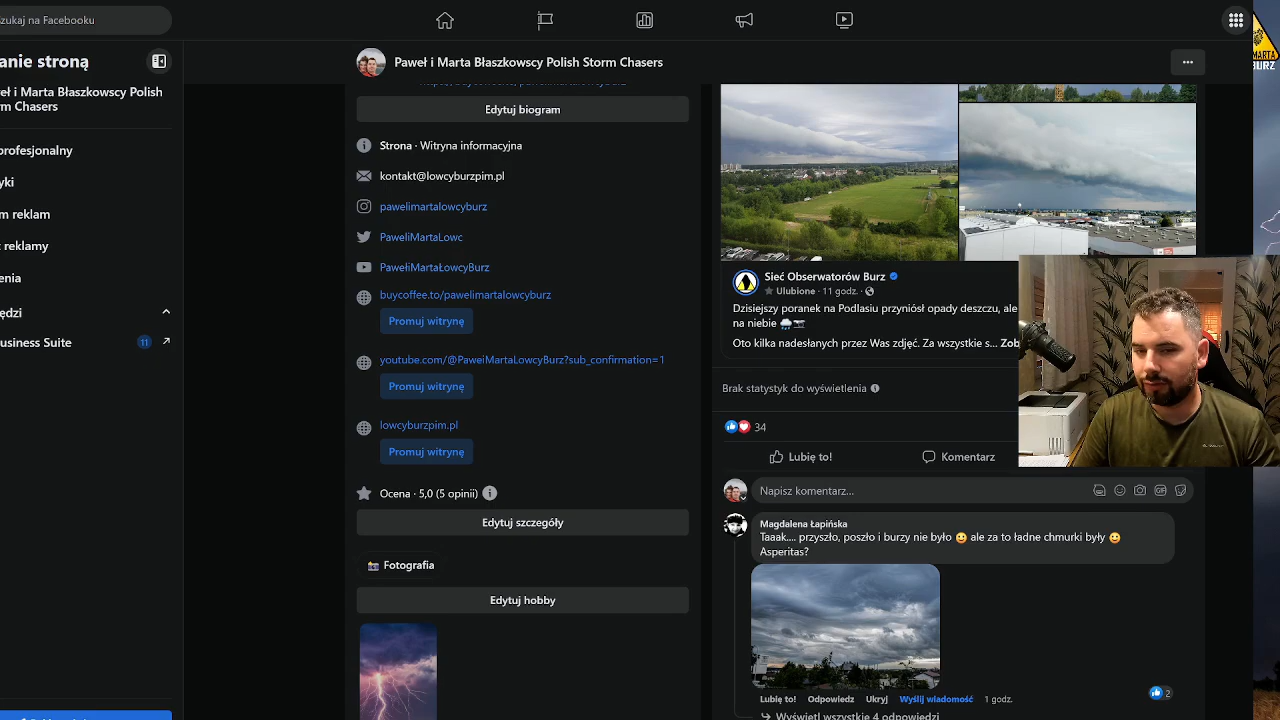 zukaj na Facebooku
anie stroną
eł i Marta Błaszkowscy Polish
Storm Chasers
profesjonalny
yki
m reklam
t reklamy
enia
ędzi
usiness Suite
11
Paweł i Marta Błaszkowscy Polish Storm Chasers
Edytuj biogram
Strona · Witryna informacyjna
kontakt@lowcyburzpim.pl
pawelimartalowcyburz
PaweliMartaLowc
PaweliMartaŁowcyBurz
buycoffee.to/pawelimartalowcyburz
Promuj witrynę
youtube.com/@PaweiMartaLowcyBurz?sub_confirmation=1
Promuj witrynę
lowcyburzpim.pl
Promuj witrynę
Ocena · 5,0 (5 opinii)
Edytuj szczegóły
📸 Fotografia
Edytuj hobby
Sieć Obserwatorów Burz
Ulubione · 11 godz. ·
Dzisiejszy poranek na Podlasiu przyniósł opady deszczu, ale
na niebie
Oto kilka nadesłanych przez Was zdjęć. Za wszystkie s... Zob
Brak statystyk do wyświetlenia
34
Lubię to!
Komentarz
Napisz komentarz...
Magdalena Łapińska
Taaak.... przyszło, poszło i burzy nie było 😀 ale za to ładne chmurki były 😀
Asperitas?
Lubię to! Odpowiedz Ukryj Wyślij wiadomość 1 godz.
2
Wyświetl wszystkie 4 odpowiedzi
MARTA
BURZ